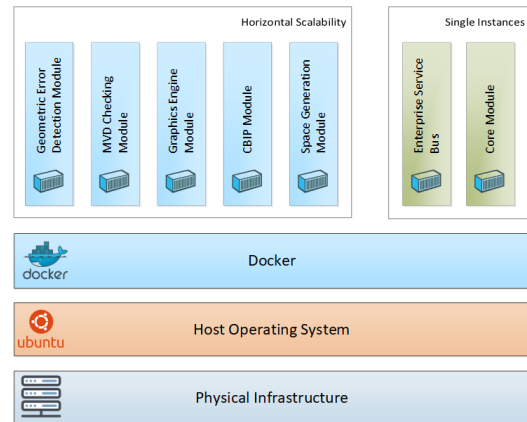 Horizontal Scalability
Single Instances
Geometric Error
Detection Module
MVD Checking
Module
Graphics Engine
Module
CBIP Module
Space Generation
Module
Enterprise Service
Bus
Core Module
docker
Docker
ubuntu
Host Operating System
Physical Infrastructure